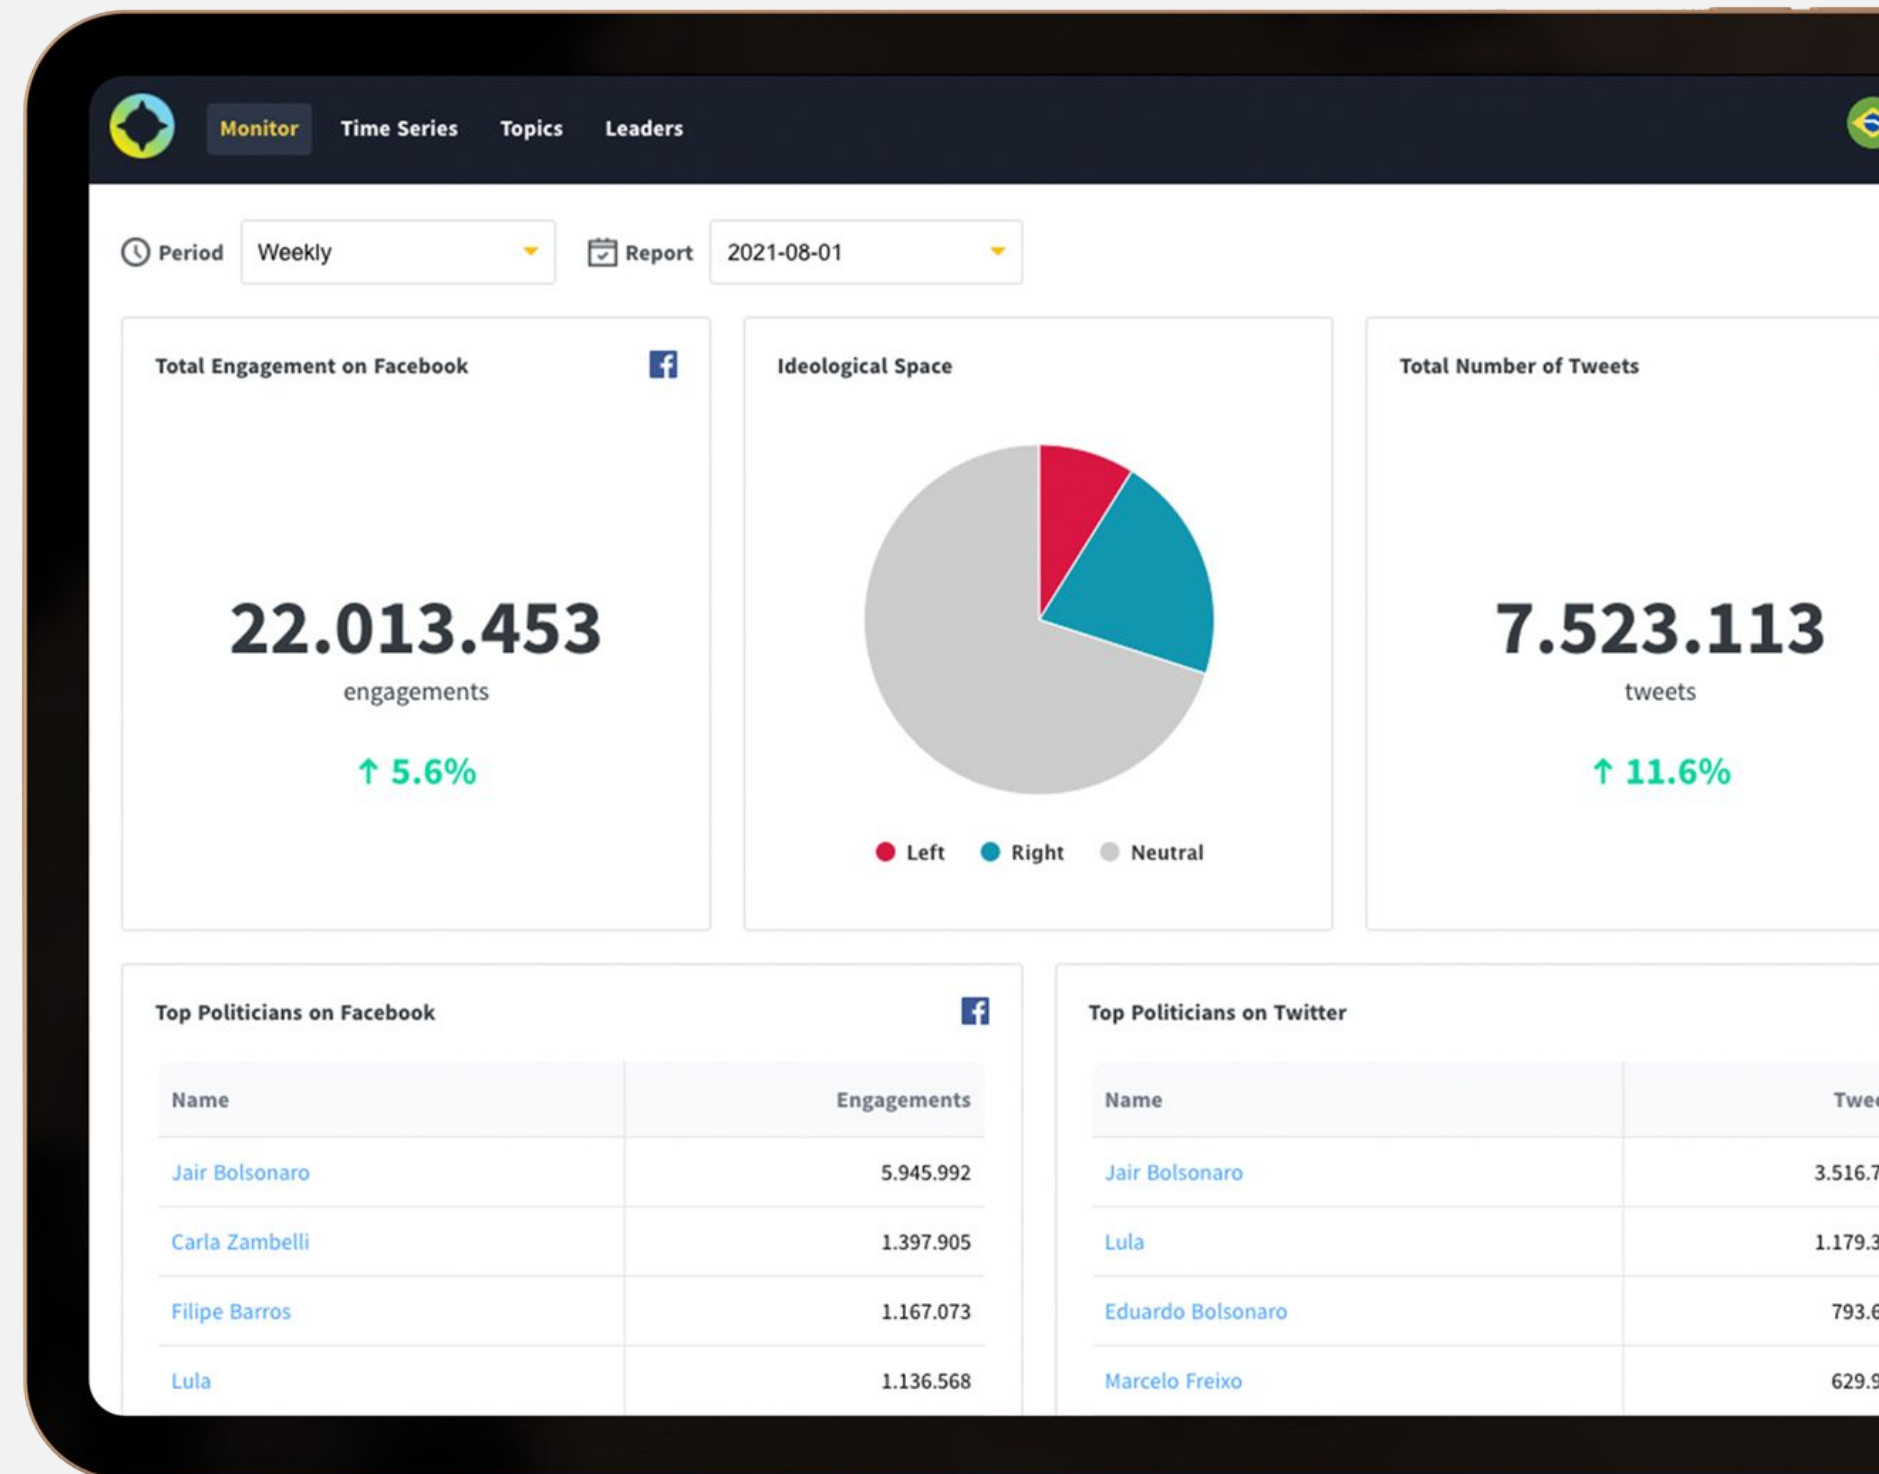 Monitor Time Series Topics Leaders
Period Weekly Report 2021-08-01
Total Engagement on Facebook
22.013.453
engagements
↑ 5.6%
Ideological Space
Left Right Neutral
Total Number of Tweets
7.523.113
tweets
↑ 11.6%
Top Politicians on Facebook
Name Engagements
Jair Bolsonaro 5.945.992
Carla Zambelli 1.397.905
Filipe Barros 1.167.073
Lula 1.136.568
Top Politicians on Twitter
Name
Jair Bolsonaro
Lula
Eduardo Bolsonaro
Marcelo Freixo